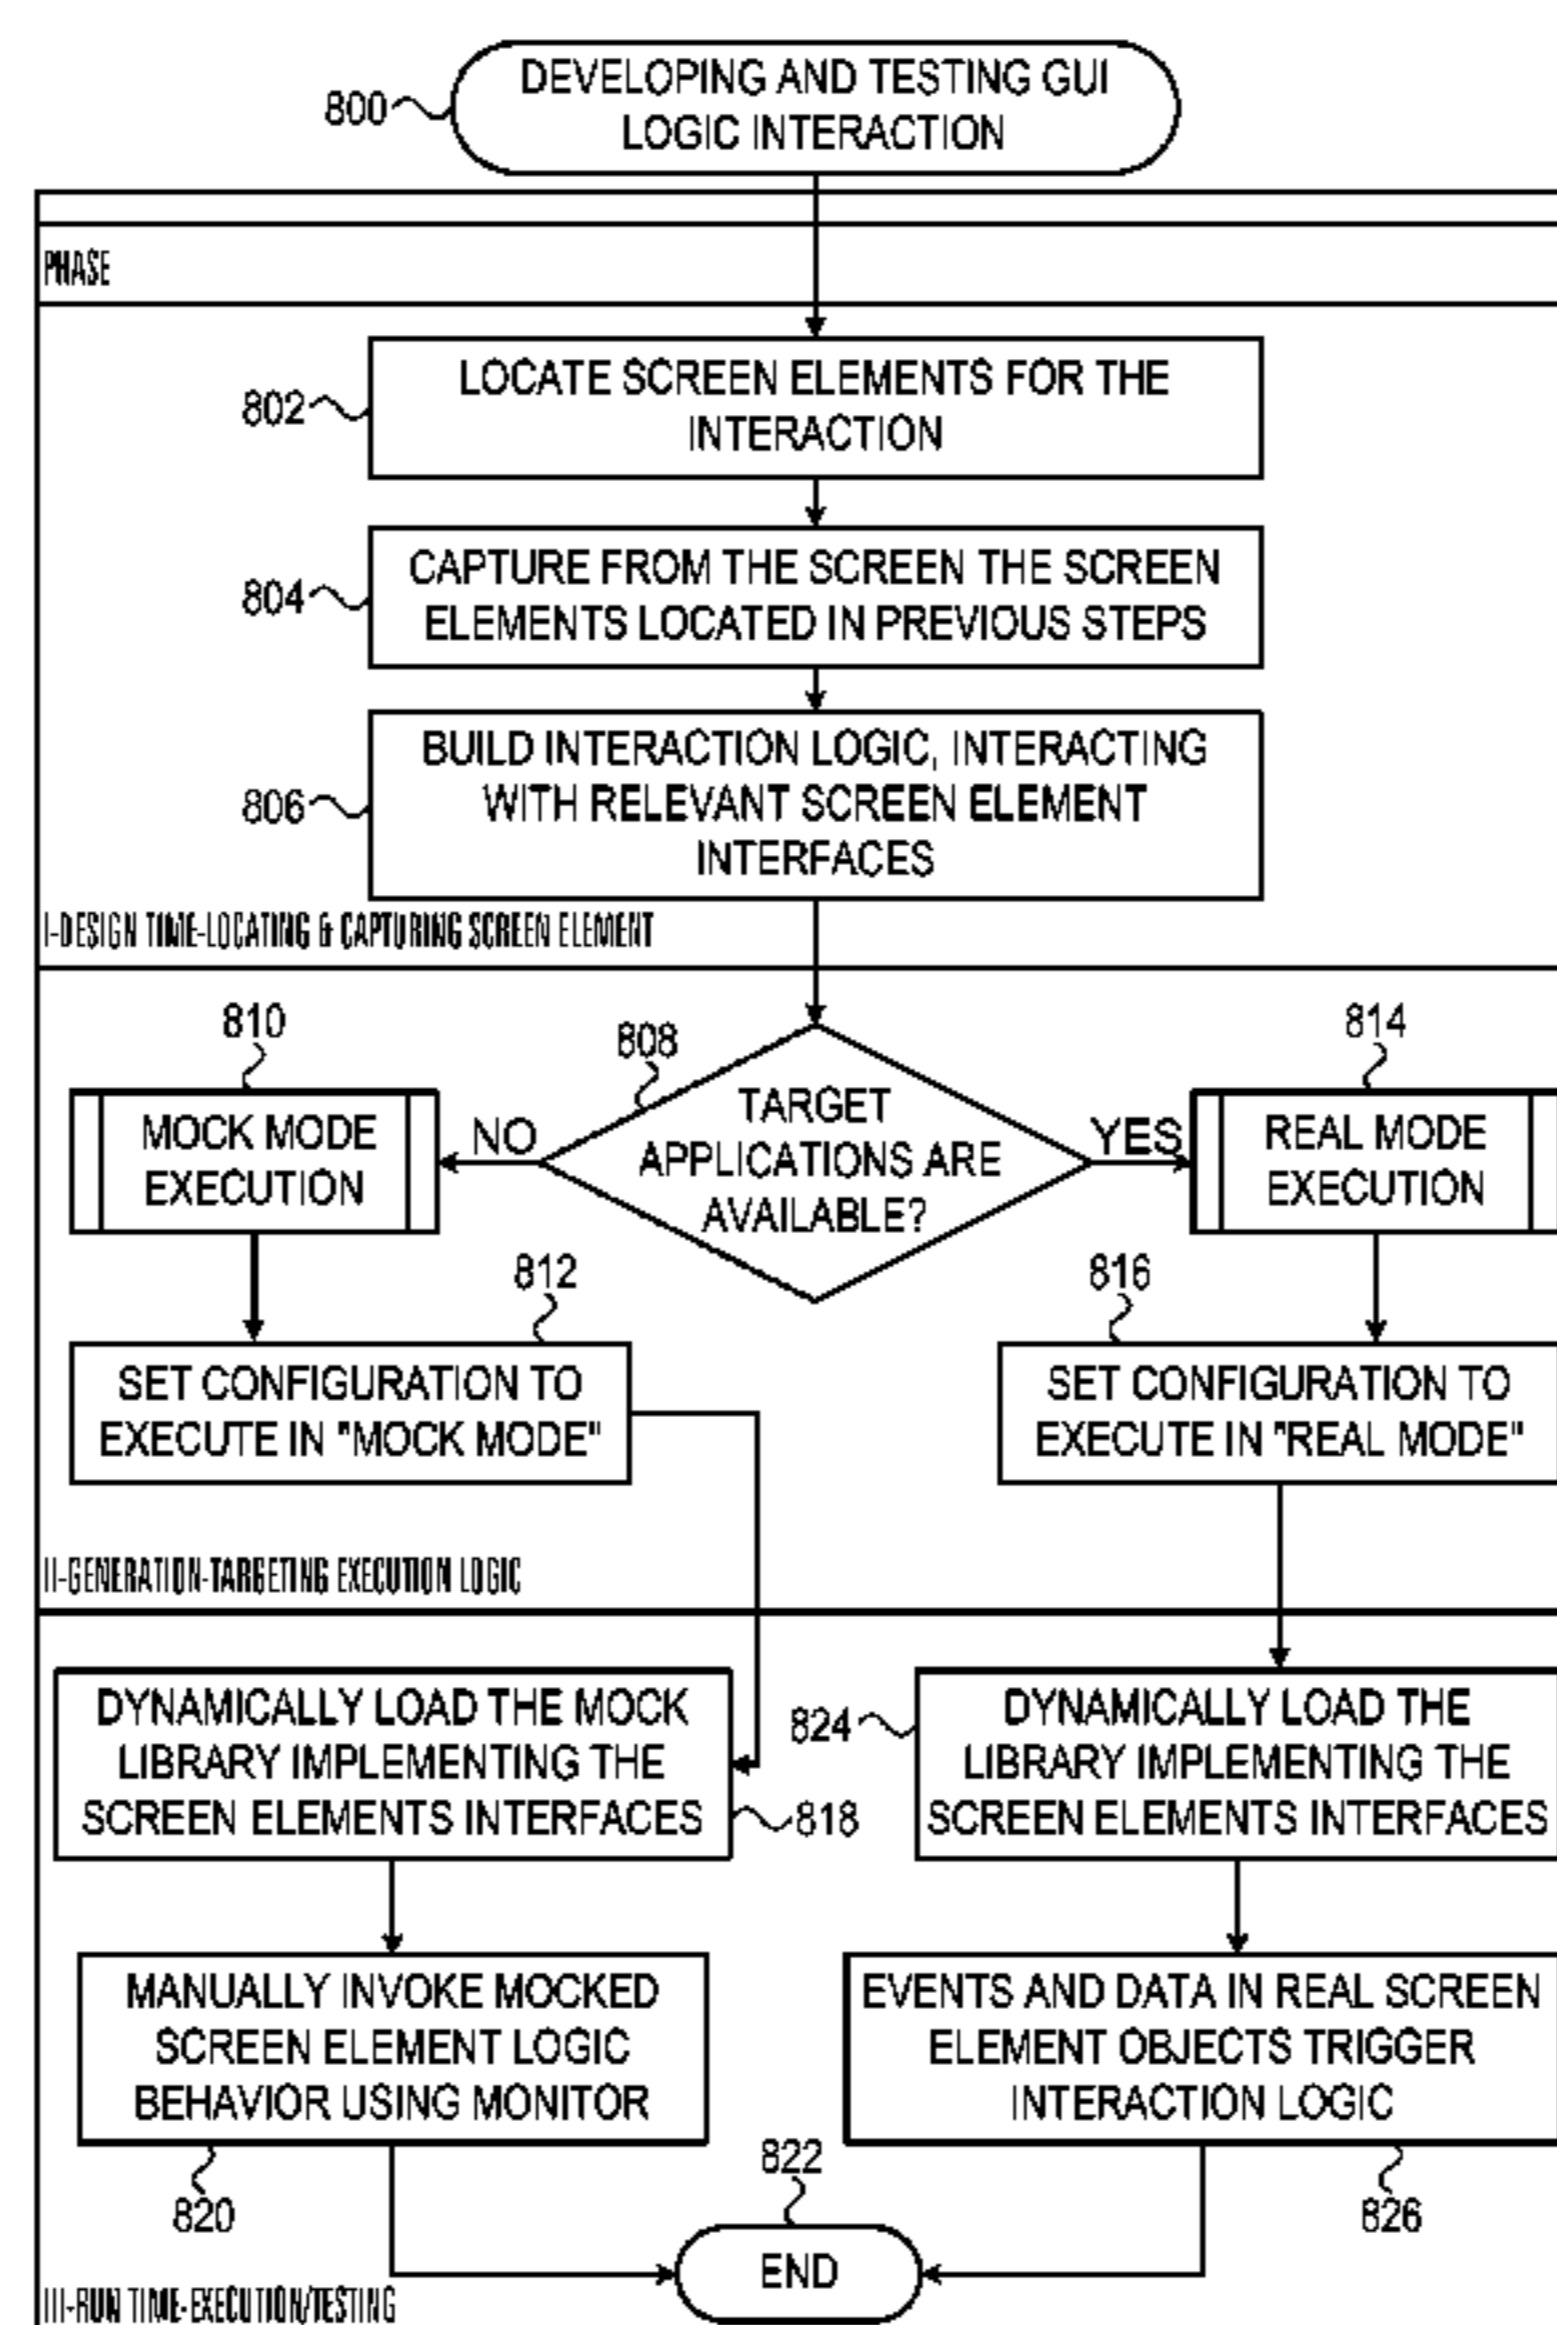 DEVELOPING AND TESTING GUI
LOGIC INTERACTION
800
PHASE
LOCATE SCREEN ELEMENTS FOR THE
INTERACTION
802
CAPTURE FROM THE SCREEN THE SCREEN
ELEMENTS LOCATED IN PREVIOUS STEPS
804
BUILD INTERACTION LOGIC, INTERACTING
WITH RELEVANT SCREEN ELEMENT
INTERFACES
806
I-DESIGN TIME-LOCATING & CAPTURING SCREEN ELEMENT
810
808
814
MOCK MODE
EXECUTION
NO
TARGET
APPLICATIONS ARE
AVAILABLE?
YES
REAL MODE
EXECUTION
812
816
SET CONFIGURATION TO
EXECUTE IN "MOCK MODE"
SET CONFIGURATION TO
EXECUTE IN "REAL MODE"
II-GENERATION-TARGETING EXECUTION LOGIC
DYNAMICALLY LOAD THE MOCK
LIBRARY IMPLEMENTING THE
SCREEN ELEMENTS INTERFACES
818
824
DYNAMICALLY LOAD THE
LIBRARY IMPLEMENTING THE
SCREEN ELEMENTS INTERFACES
MANUALLY INVOKE MOCKED
SCREEN ELEMENT LOGIC
BEHAVIOR USING MONITOR
820
EVENTS AND DATA IN REAL SCREEN
ELEMENT OBJECTS TRIGGER
INTERACTION LOGIC
826
822
END
III-RUN TIME-EXECUTION/TESTING